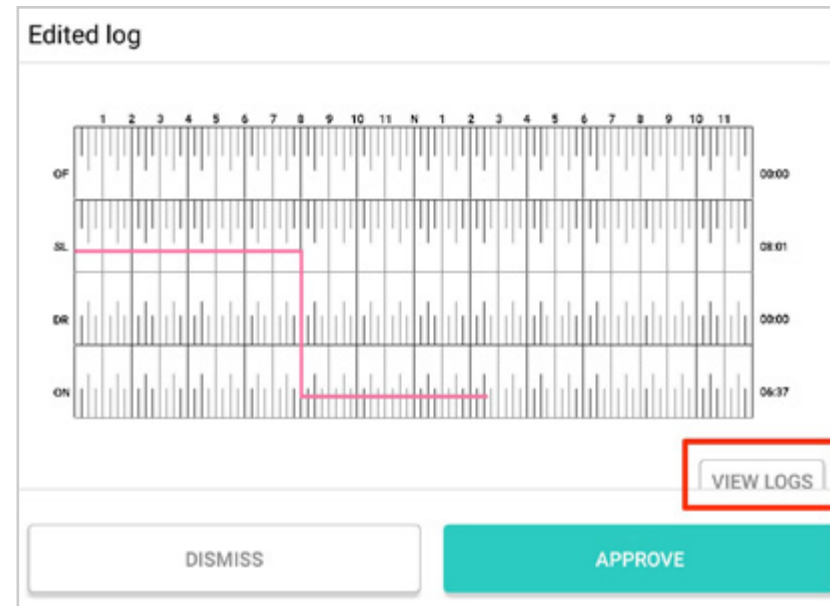 Edited log
1 2 3 4 5 6 7 8 9 10 11 N 1 2 3 4 5 6 7 8 9 10 11
OF 00:00
SL 08:01
DR 00:00
ON 06:37
VIEW LOGS
DISMISS APPROVE